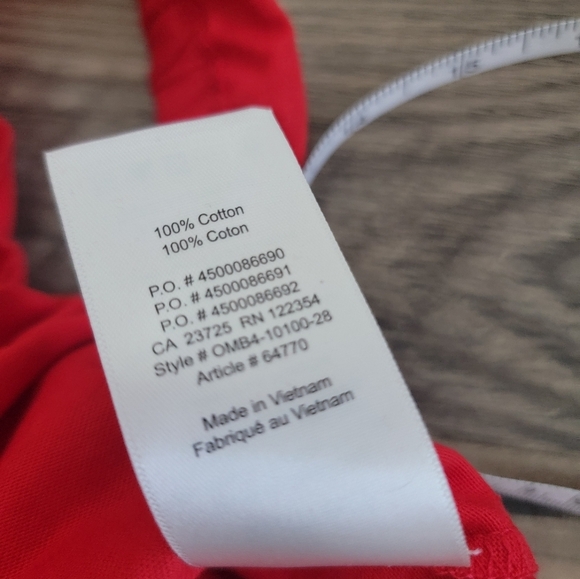 100% Cotton
100% Coton
P.O. # 4500086690
P.O. # 4500086691
P.O. # 4500086692
CA 23725 RN 122354
Style # OMB4-10100-28
Article # 64770
Made in Vietnam
Fabriqué au Vietnam
15